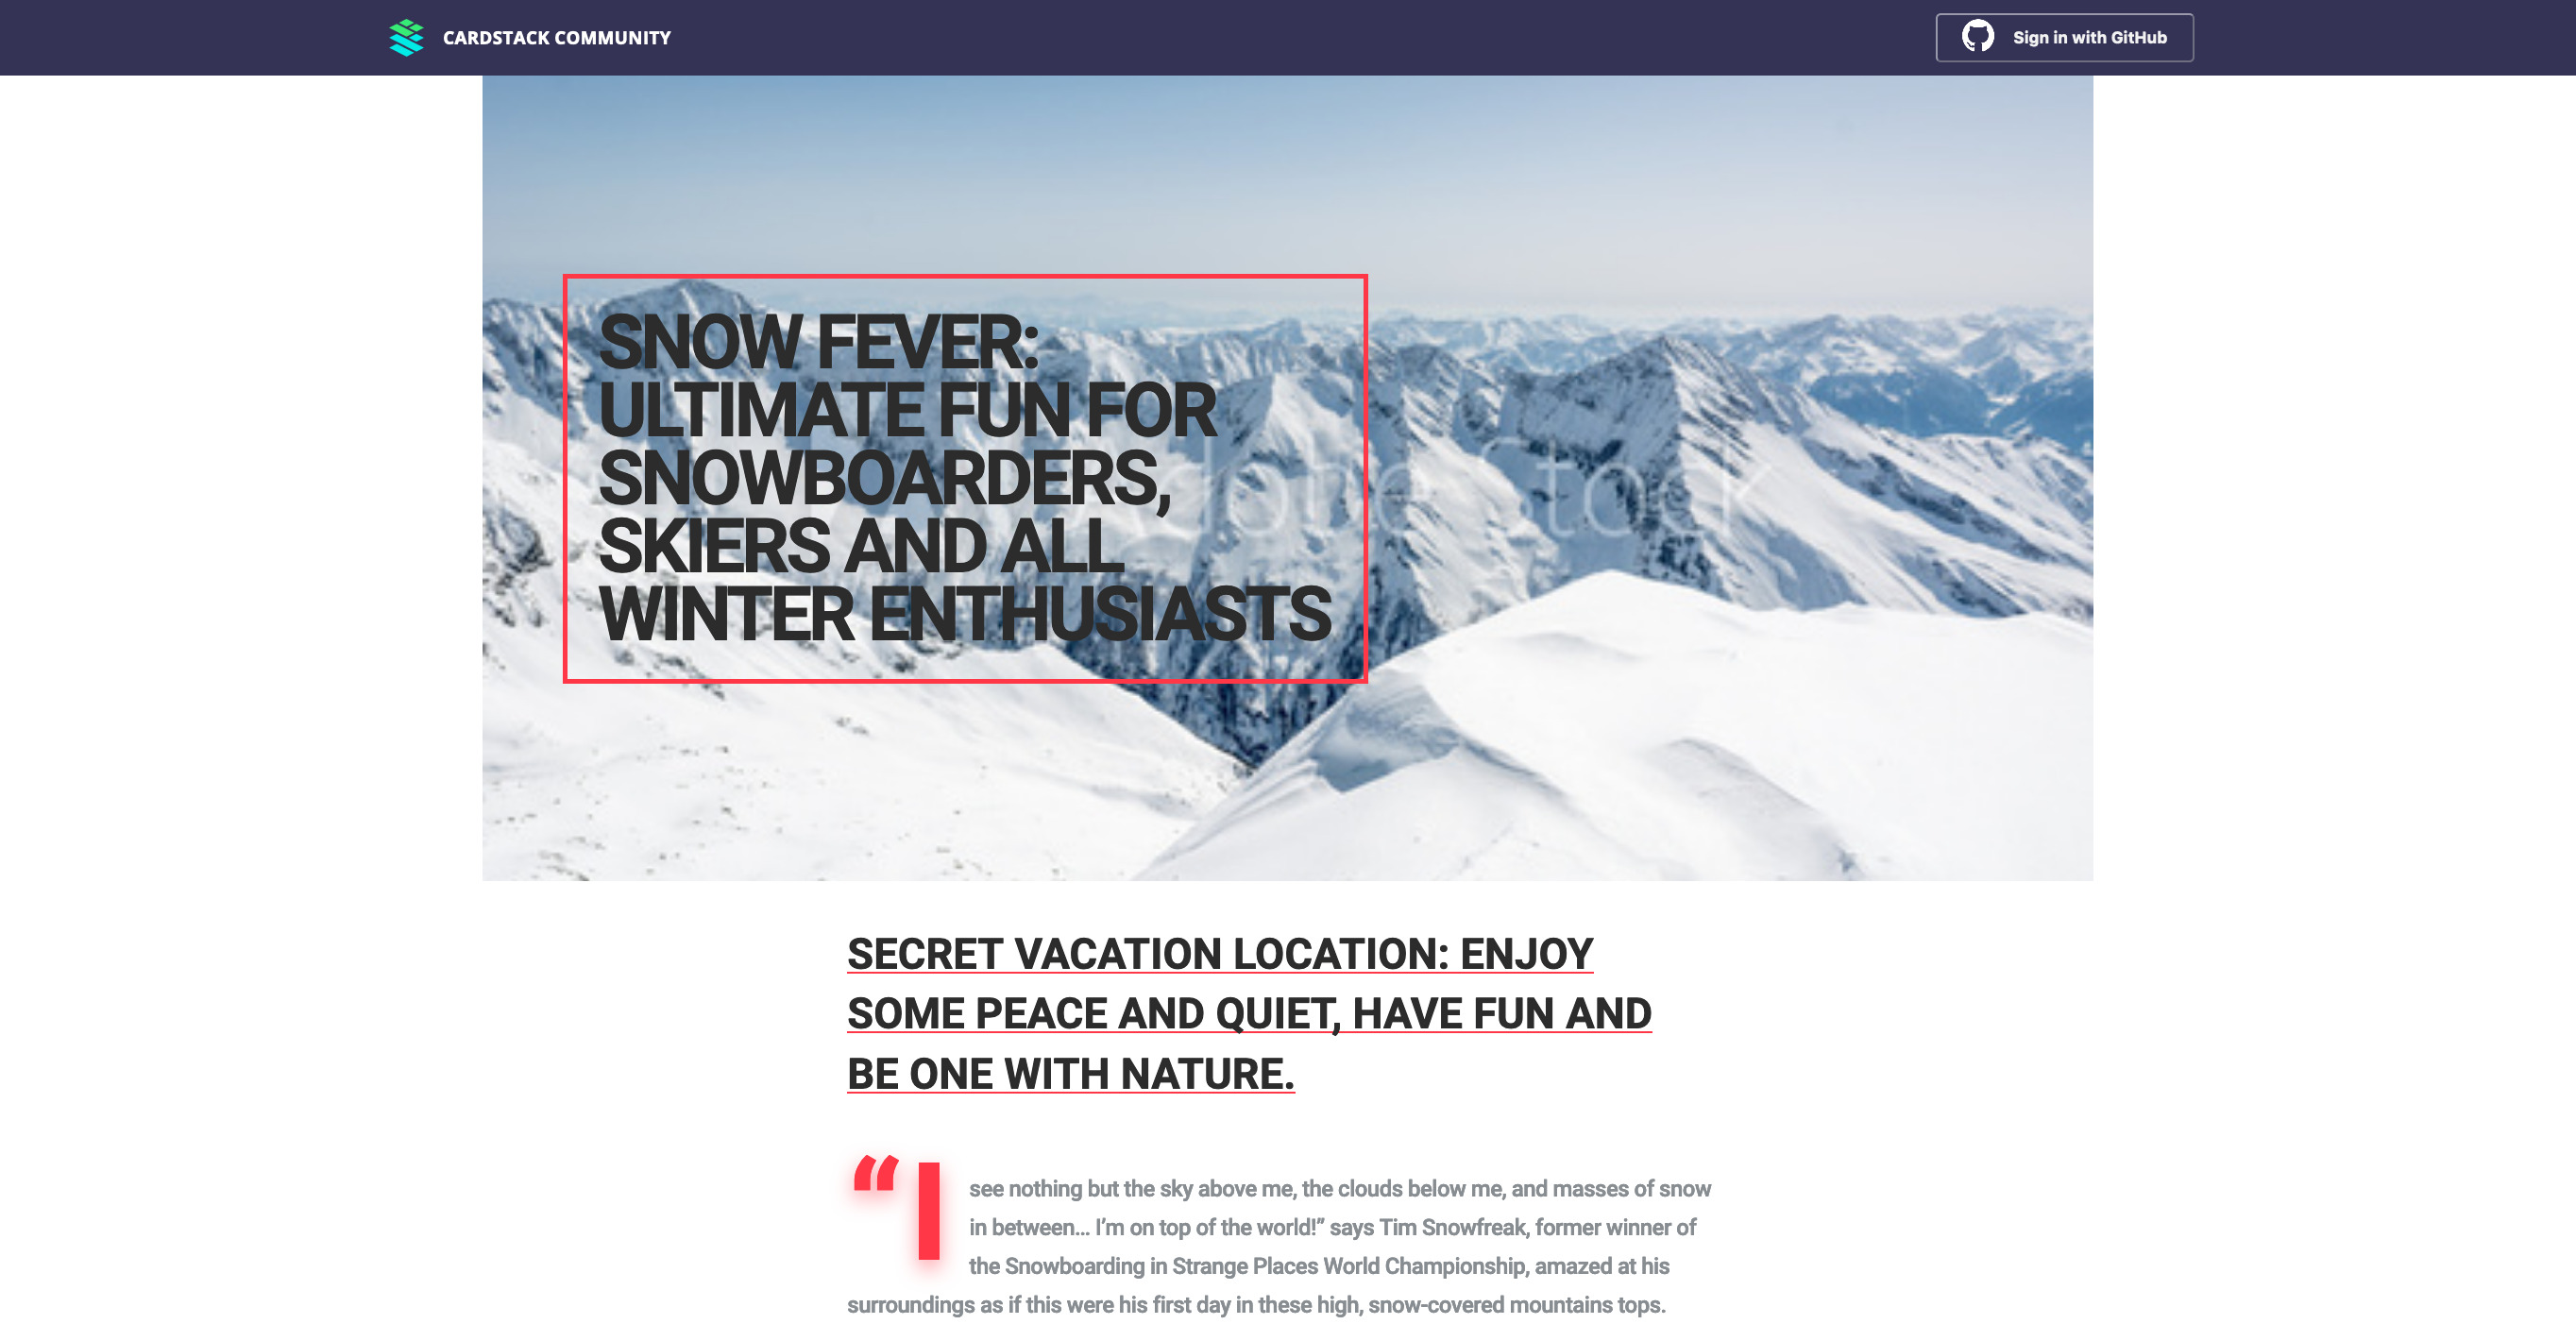 CARDSTACK COMMUNITY
Sign in with GitHub
SNOW FEVER:
ULTIMATE FUN FOR
SNOWBOARDERS,
SKIERS AND ALL
WINTER ENTHUSIASTS
Adobe Stock
SECRET VACATION LOCATION: ENJOY
SOME PEACE AND QUIET, HAVE FUN AND
BE ONE WITH NATURE.
“I see nothing but the sky above me, the clouds below me, and masses of snow
in between... I’m on top of the world!” says Tim Snowfreak, former winner of
the Snowboarding in Strange Places World Championship, amazed at his
surroundings as if this were his first day in these high, snow-covered mountains tops.